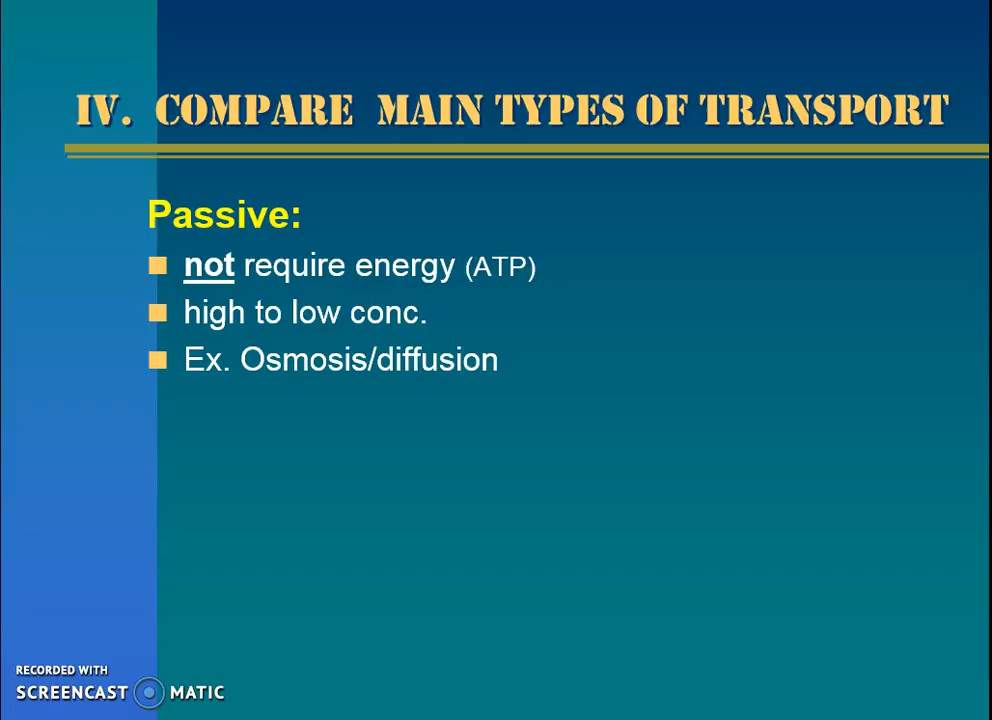 IV. COMPARE MAIN TYPES OF TRANSPORT
Passive:
not require energy (ATP)
high to low conc.
Ex. Osmosis/diffusion
RECORDED WITH
SCREENCAST MATIC